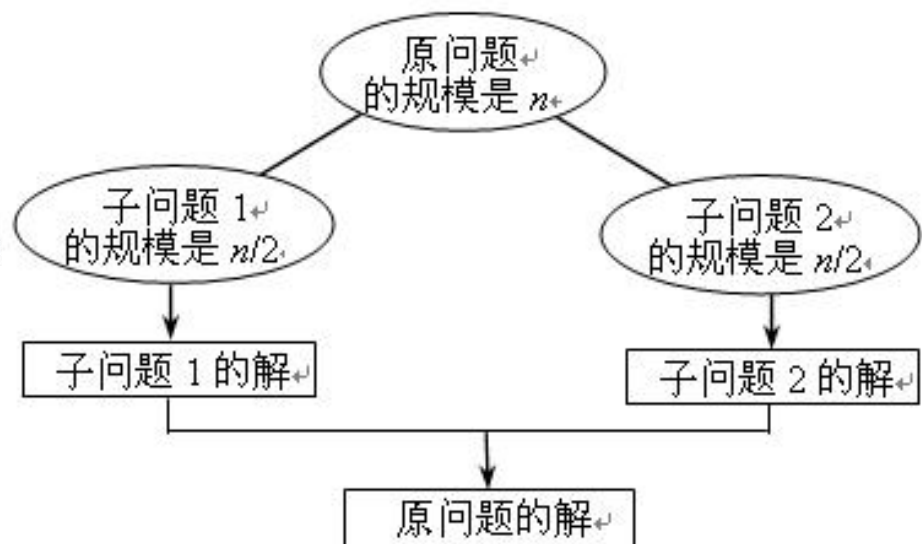 原问题
的规模是 n
子问题 1
的规模是 n/2
子问题 2
的规模是 n/2
子问题 1 的解
子问题 2 的解
原问题的解